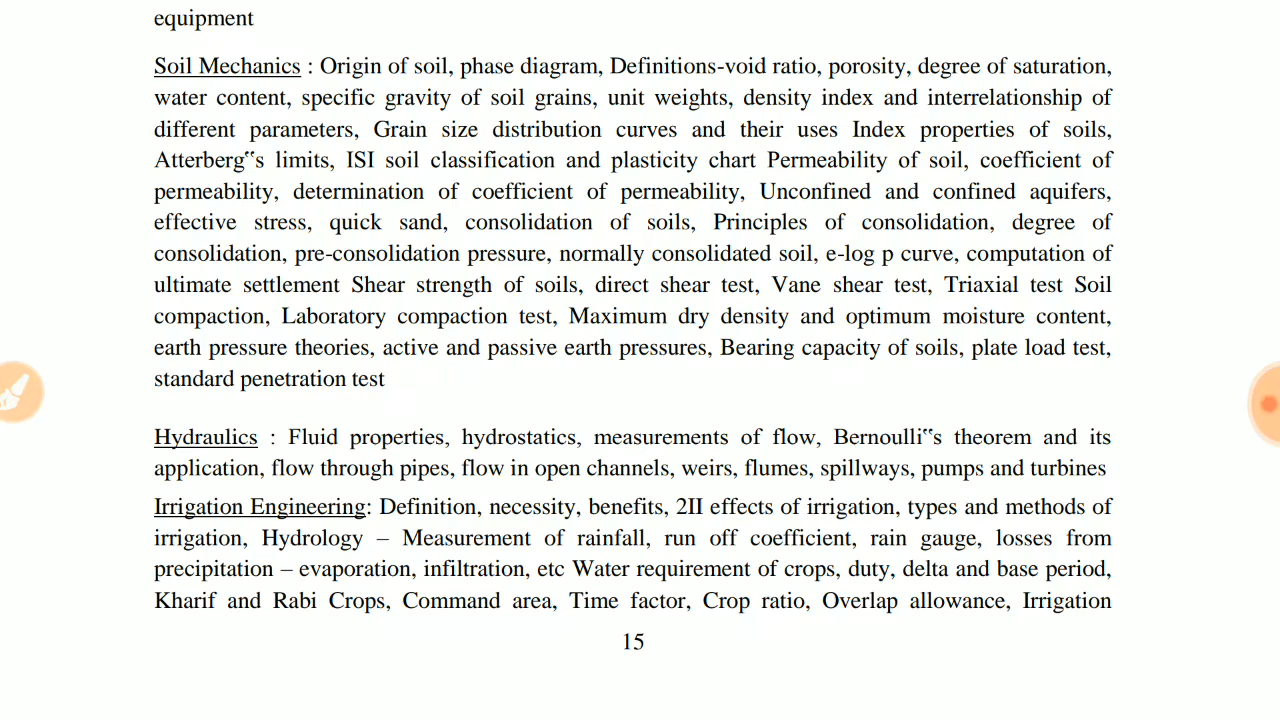 equipment
Soil Mechanics : Origin of soil, phase diagram, Definitions-void ratio, porosity, degree of saturation,
water content, specific gravity of soil grains, unit weights, density index and interrelationship of
different parameters, Grain size distribution curves and their uses Index properties of soils,
Atterberg‟s limits, ISI soil classification and plasticity chart Permeability of soil, coefficient of
permeability, determination of coefficient of permeability, Unconfined and confined aquifers,
effective stress, quick sand, consolidation of soils, Principles of consolidation, degree of
consolidation, pre-consolidation pressure, normally consolidated soil, e-log p curve, computation of
ultimate settlement Shear strength of soils, direct shear test, Vane shear test, Triaxial test Soil
compaction, Laboratory compaction test, Maximum dry density and optimum moisture content,
earth pressure theories, active and passive earth pressures, Bearing capacity of soils, plate load test,
standard penetration test
Hydraulics : Fluid properties, hydrostatics, measurements of flow, Bernoulli‟s theorem and its
application, flow through pipes, flow in open channels, weirs, flumes, spillways, pumps and turbines
Irrigation Engineering: Definition, necessity, benefits, 2II effects of irrigation, types and methods of
irrigation, Hydrology – Measurement of rainfall, run off coefficient, rain gauge, losses from
precipitation – evaporation, infiltration, etc Water requirement of crops, duty, delta and base period,
Kharif and Rabi Crops, Command area, Time factor, Crop ratio, Overlap allowance, Irrigation
15